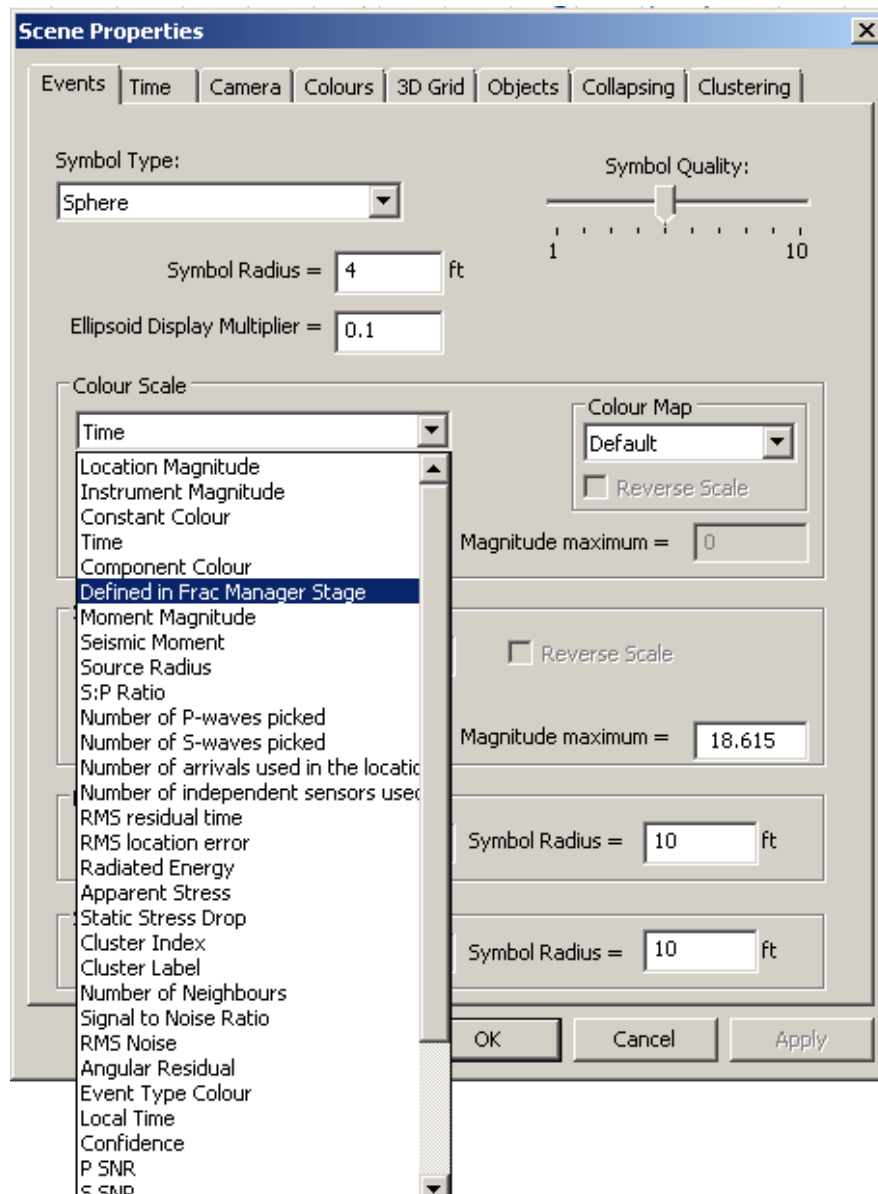 Scene Properties
Events Time Camera Colours 3D Grid Objects Collapsing Clustering
Symbol Type:
Sphere
Symbol Quality:
1 10
Symbol Radius = 4 ft
Ellipsoid Display Multiplier = 0.1
Colour Scale
Time
Colour Map
Default
Reverse Scale
Magnitude maximum = 0
Location Magnitude
Instrument Magnitude
Constant Colour
Time
Component Colour
Defined in Frac Manager Stage
Moment Magnitude
Seismic Moment
Source Radius
S:P Ratio
Number of P-waves picked
Number of S-waves picked
Number of arrivals used in the
Number of independent sensors used
RMS residual time
RMS location error
Radiated Energy
Apparent Stress
Static Stress Drop
Cluster Index
Cluster Label
Number of Neighbours
Signal to Noise Ratio
RMS Noise
Angular Residual
Event Type Colour
Local Time
Confidence
P SNR
S SNR
Reverse Scale
Magnitude maximum = 18.615
Symbol Radius = 10 ft
Symbol Radius = 10 ft
OK Cancel Apply